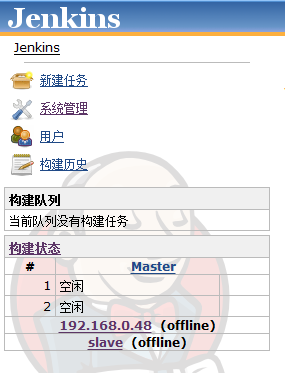 Jenkins
Jenkins
新建任务
系统管理
用户
构建历史
构建队列
当前队列没有构建任务
构建状态
# Master
1 空闲
2 空闲
192.168.0.48 (offline)
slave (offline)